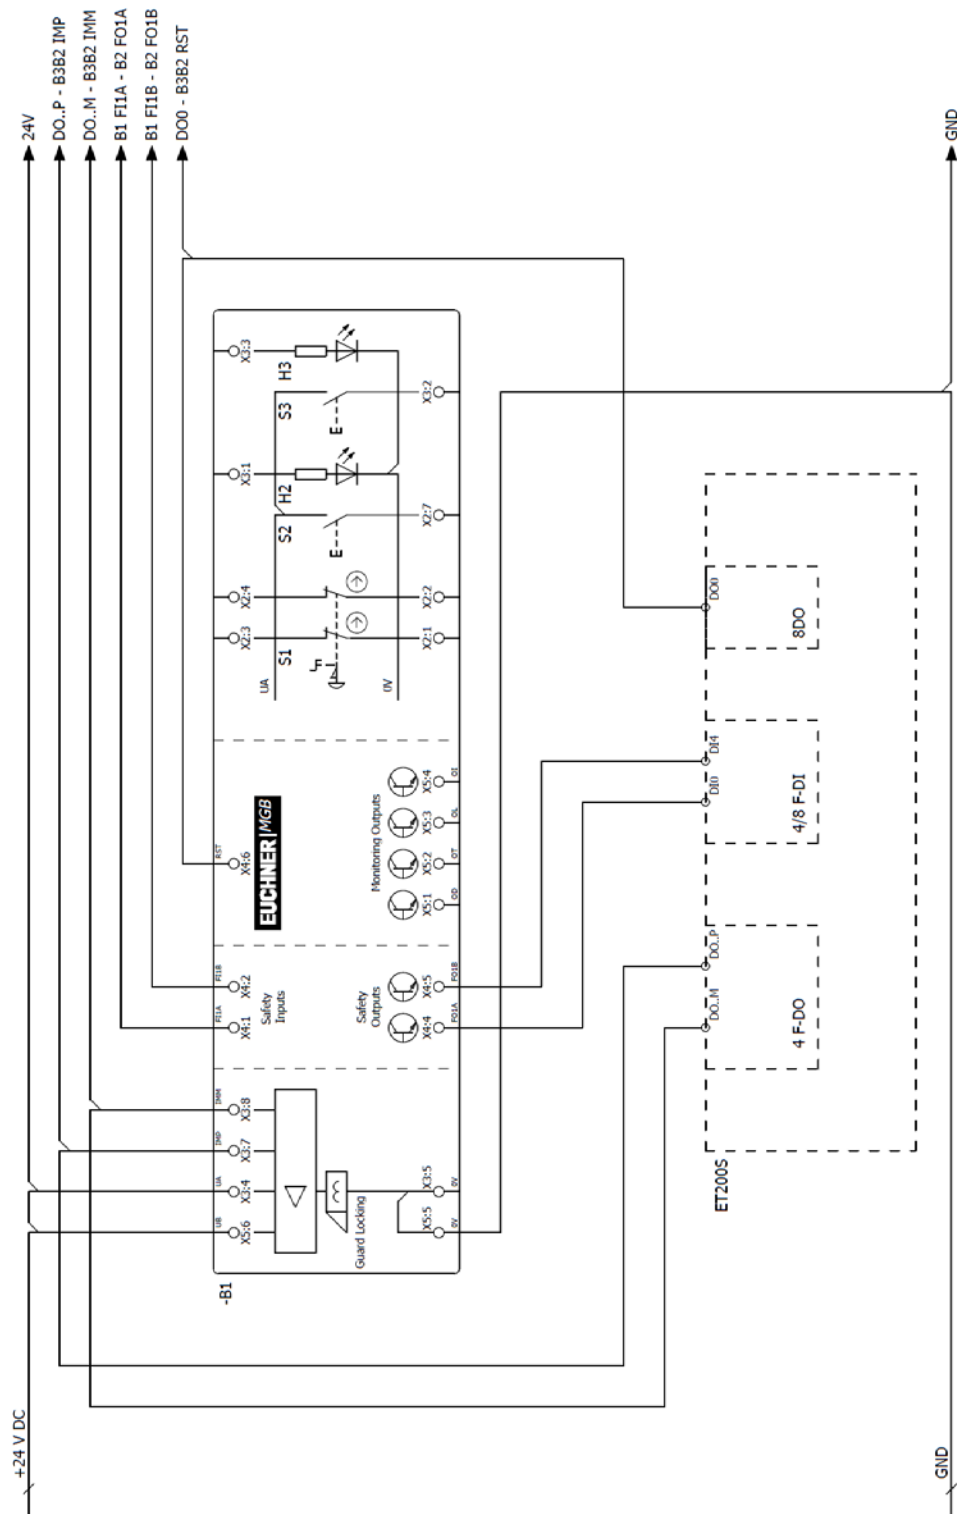 +24 V DC
24V
DO..P - B3B2 IMP
DO..M - B3B2 IMM
B1 FI1A - B2 FO1A
B1 FI1B - B2 FO1B
DO0 - B3B2 RST
-B1
UB
X5:6
UA
X3:4
IMP
X3:7
IMM
X3:8
Guard Locking
X5:5
0V
X3:5
0V
FI1A
X4:1
FI1B
X4:2
Safety
Inputs
Safety
Outputs
X4:4
FO1A
X4:5
FO1B
RST
X4:6
EUCHNER|MGB
Monitoring Outputs
X5:1
OD
X5:2
OT
X5:3
OL
X5:4
OI
UA
0V
S1
X2:3
X2:4
X2:1
X2:2
S2
X2:7
H2
X3:1
S3
X3:2
H3
X3:3
ET200S
DO..M
DO..P
4 F-DO
DI0
DI4
4/8 F-DI
DO0
8DO
GND
GND